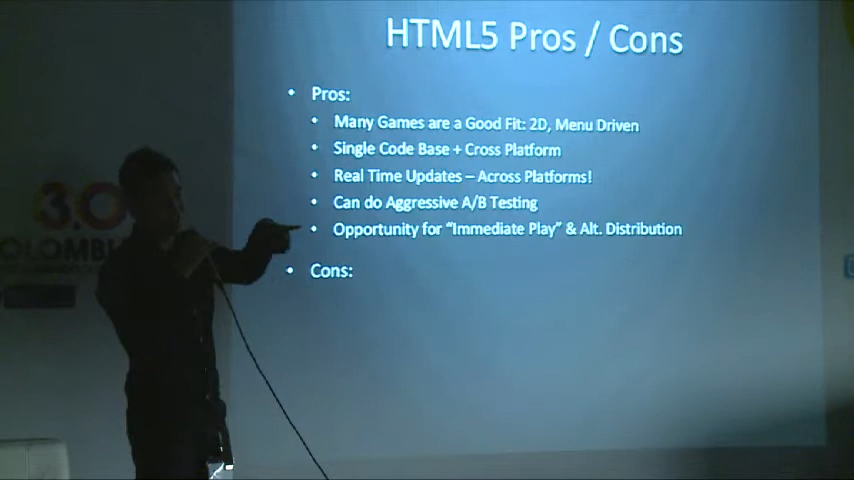 HTML5 Pros / Cons
• Pros:
• Many Games are a Good Fit: 2D, Menu Driven
• Single Code Base + Cross Platform
• Real Time Updates – Across Platforms!
• Can do Aggressive A/B Testing
• Opportunity for "Immediate Play" & Alt. Distribution
• Cons:
3.0
OLOMBI